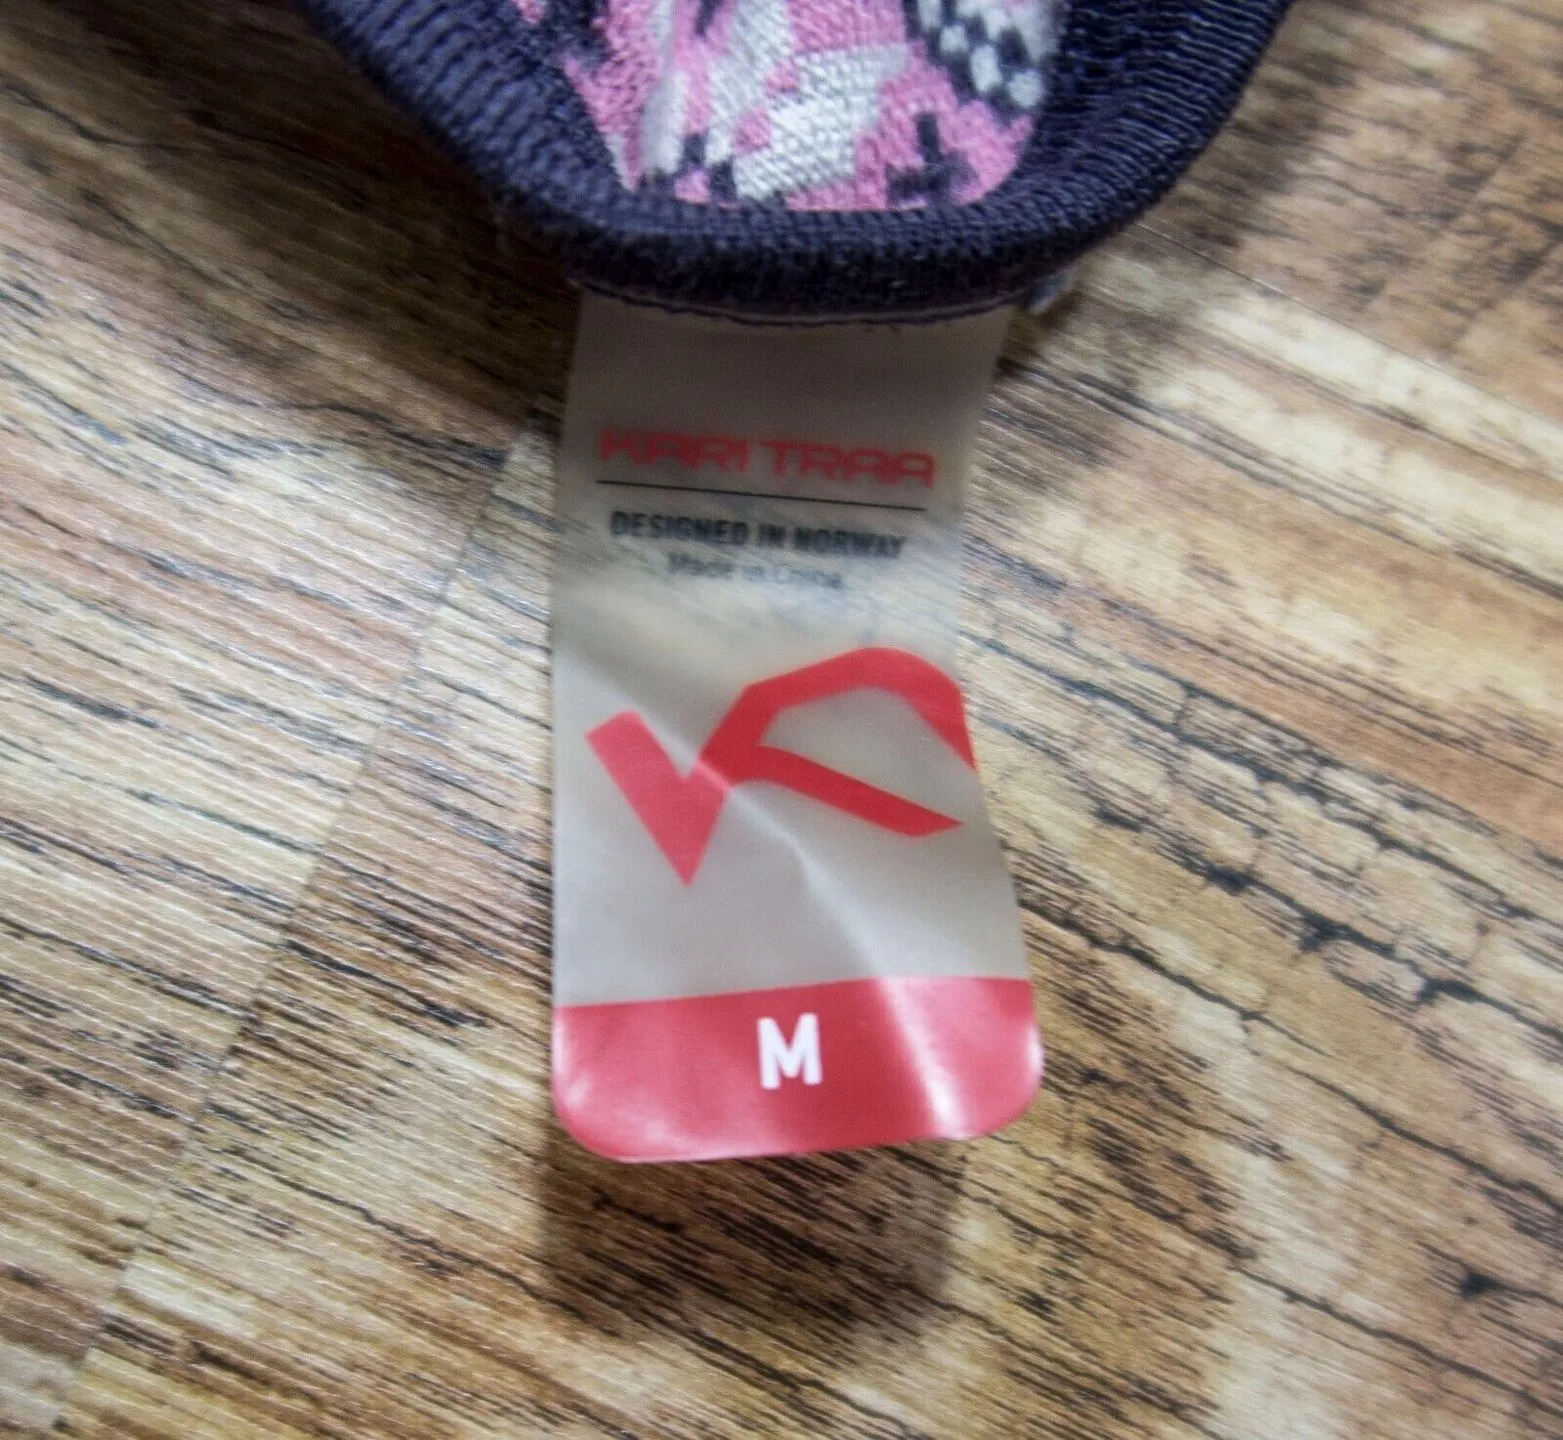 KARI TRAA
DESIGNED IN NORWAY
Made in China
M